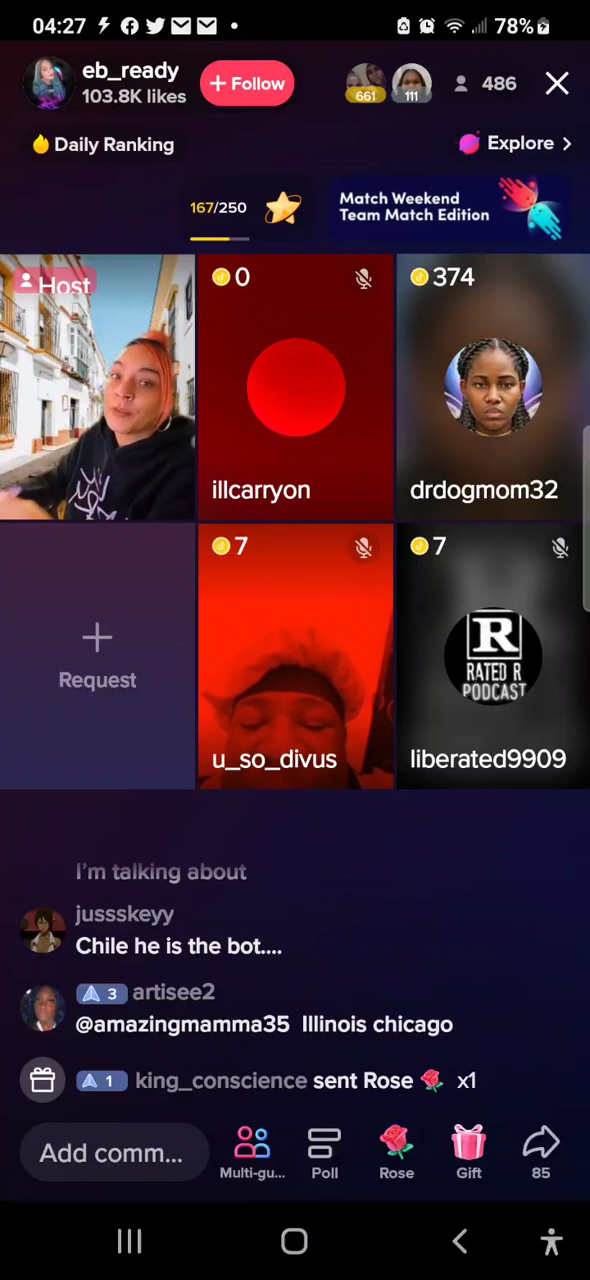 04:27
78%
eb_ready
103.8K likes
+ Follow
661
111
486
Daily Ranking
Explore >
167/250
Match Weekend
Team Match Edition
Host
0
374
illcarryon
drdogmom32
7
7
R
RATED R
PODCAST
Request
u_so_divus
liberated9909
I'm talking about
jussskeyy
Chile he is the bot....
3 artisee2
@amazingmamma35 Illinois chicago
1 king_conscience sent Rose 🌹 x1
Add comm...
Multi-gu...
Poll
Rose
Gift
85